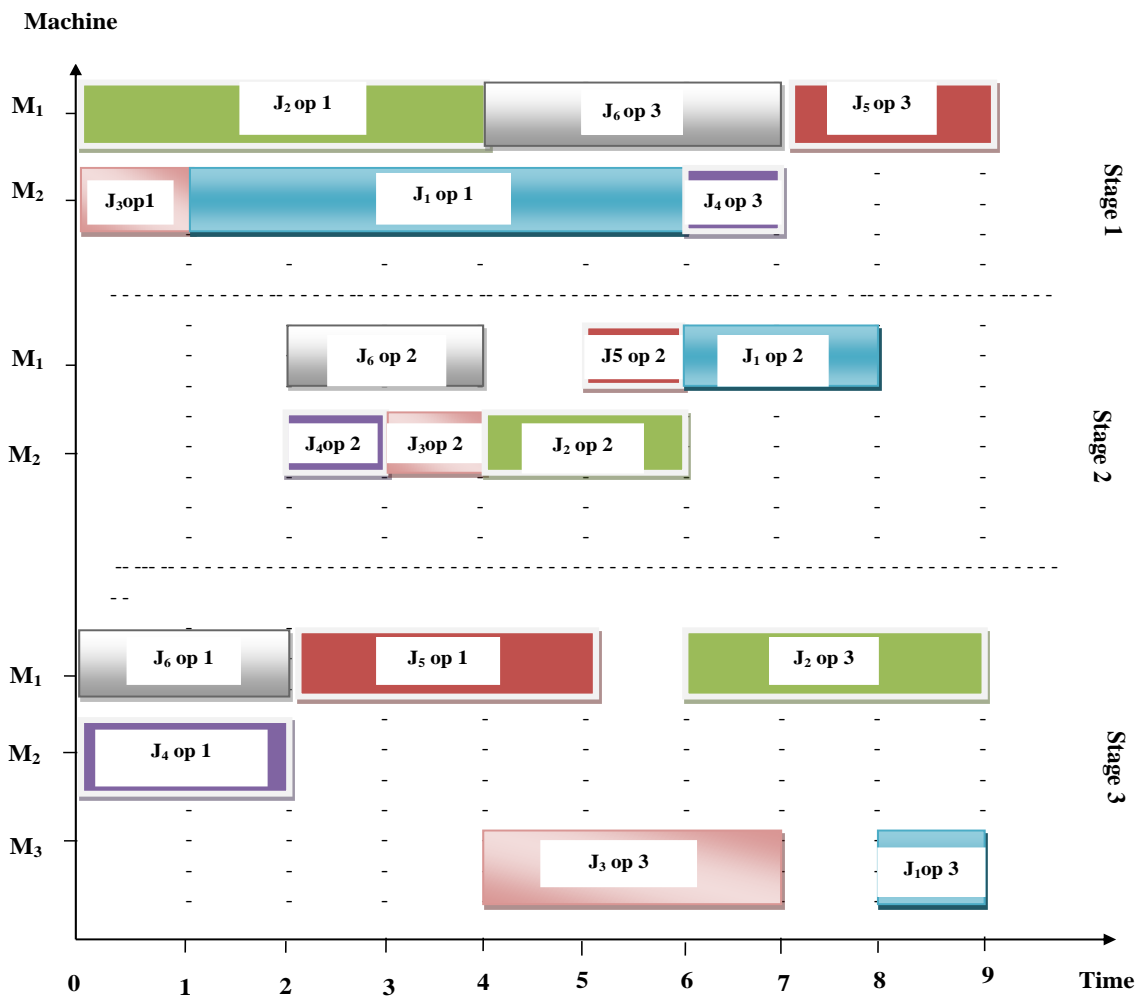 Machine
M₁ J₂ op 1 J₆ op 3 J₅ op 3
M₂ J₃op1 J₁ op 1 J₄ op 3
Stage 1
M₁ J₆ op 2 J5 op 2 J₁ op 2
M₂ J₄op 2 J₃op 2 J₂ op 2
Stage 2
M₁ J₆ op 1 J₅ op 1 J₂ op 3
M₂ J₄ op 1
Stage 3
M₃ J₃ op 3 J₁op 3
0 1 2 3 4 5 6 7 8 9 Time